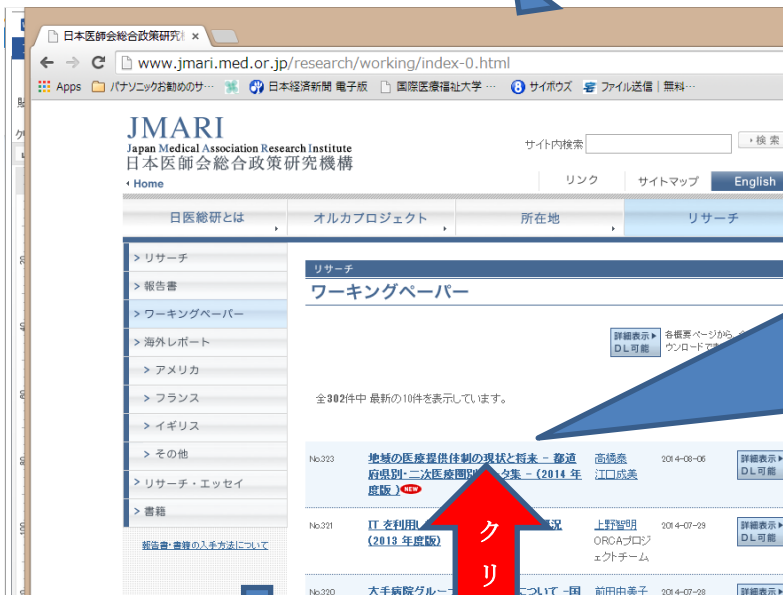 日本医師会総合政策研究
www.jmari.med.or.jp/research/working/index-0.html
Apps パナソニックお勧めのサ… 日本経済新聞 電子版 国際医療福祉大学 … サイボウズ ファイル送信 | 無料…
JMARI
Japan Medical Association Research Institute
日本医師会総合政策研究機構
Home
サイト内検索 検 索
リンク サイトマップ English
日医総研とは オルカプロジェクト 所在地 リサーチ
> リサーチ
> 報告書
> ワーキングペーパー
> 海外レポート
> アメリカ
> フランス
> イギリス
> その他
> リサーチ・エッセイ
> 書籍
報告書・書籍の入手方法について
リサーチ
ワーキングペーパー
詳細表示 各概要ページから
DL可能 ウンロードで
全302件中 最新の10件を表示しています。
No.323 地域の医療提供体制の現状と将来 - 都道 高橋泰 2014-08-06 詳細表示
府県別・二次医療圏別 タ集 - (2014 年 江口成美 DL可能
度版 ) NEW
No.321 IT を利用し 況 上野智明 2014-07-29 詳細表示
(2013 年度版) ORCAプロジ DL可能
ェクトチーム
No.320 大手病院グルー について -国 前田由美子 2014-07-28 詳細表示
クリ